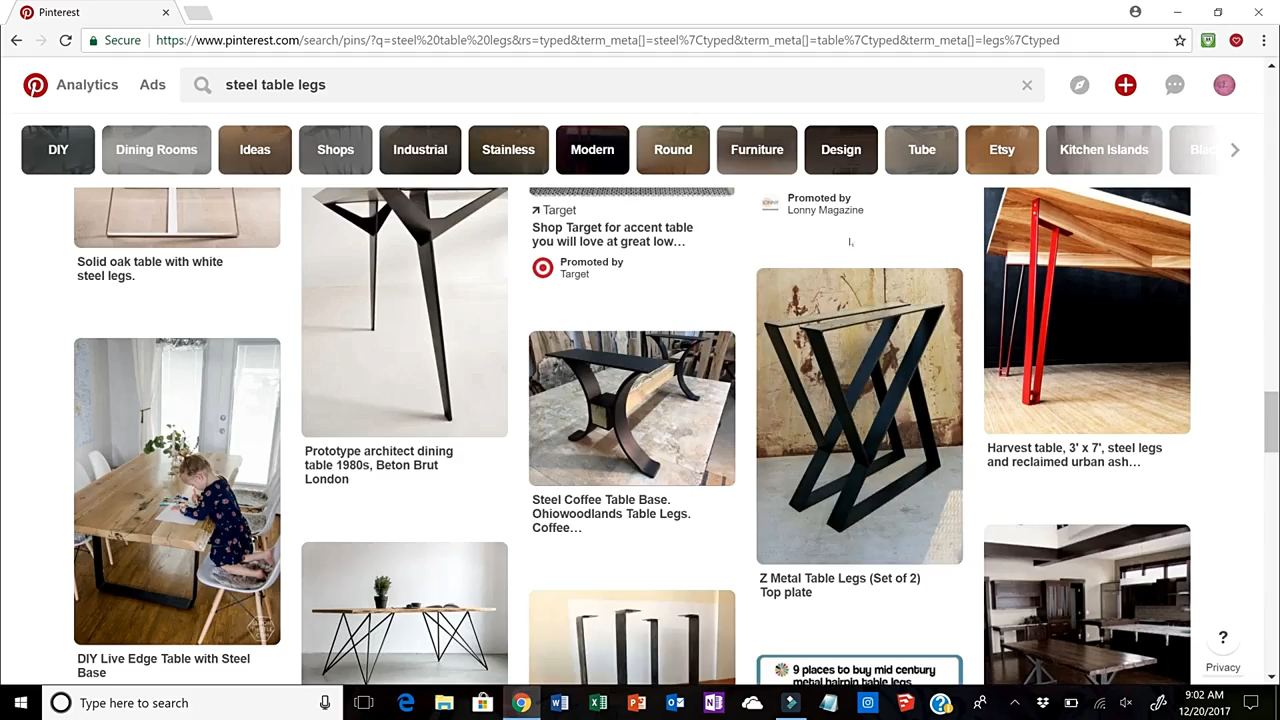 Pinterest
Secure
https://www.pinterest.com/search/pins/?q=steel%20table%20legs&rs=typed&term_meta[]=steel%7Ctyped&term_meta[]=table%7Ctyped&term_meta[]=legs%7Ctyped
Analytics
Ads
steel table legs
DIY
Dining Rooms
Ideas
Shops
Industrial
Stainless
Modern
Round
Furniture
Design
Tube
Etsy
Kitchen Islands
Solid oak table with white
steel legs.
DIY Live Edge Table with Steel
Base
Prototype architect dining
table 1980s, Beton Brut
London
Target
Shop Target for accent table
you will love at great low…
Promoted by
Target
Steel Coffee Table Base.
Ohiowoodlands Table Legs.
Coffee…
Promoted by
Lonny Magazine
Z Metal Table Legs (Set of 2)
Top plate
9 places to buy mid century
metal hairpin table legs
Harvest table, 3' x 7', steel legs
and reclaimed urban ash…
?
Privacy
Type here to search
9:02 AM
12/20/2017